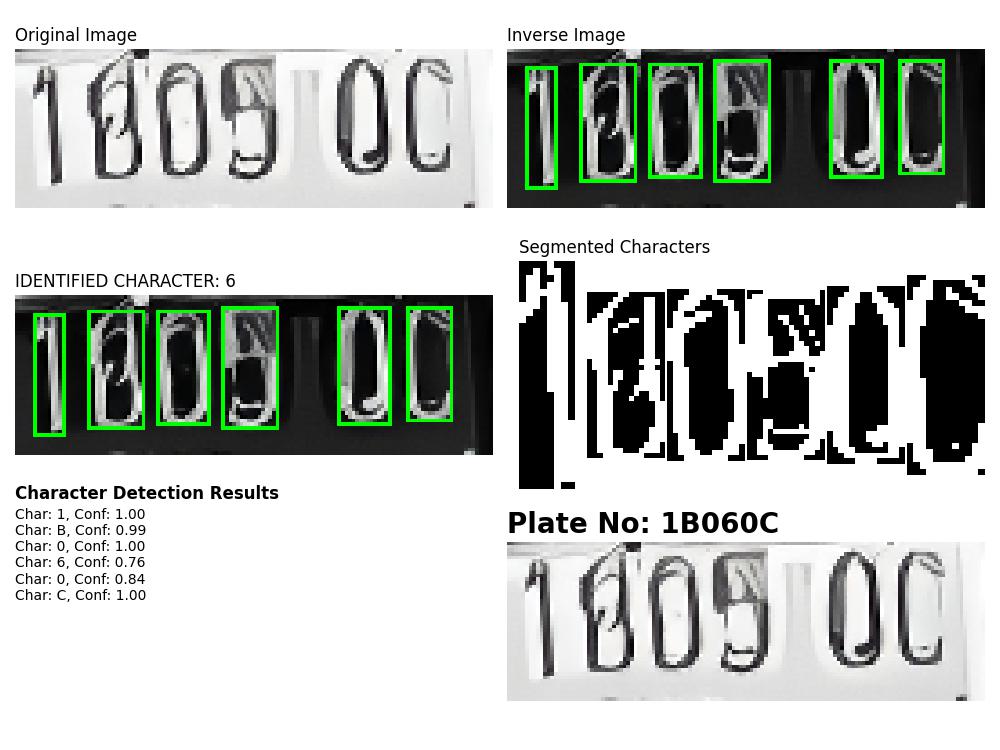 Original Image
Inverse Image
IDENTIFIED CHARACTER: 6
Segmented Characters
Character Detection Results
Char: 1, Conf: 1.00
Char: B, Conf: 0.99
Char: 0, Conf: 1.00
Char: 6, Conf: 0.76
Char: 0, Conf: 0.84
Char: C, Conf: 1.00
Plate No: 1B060C